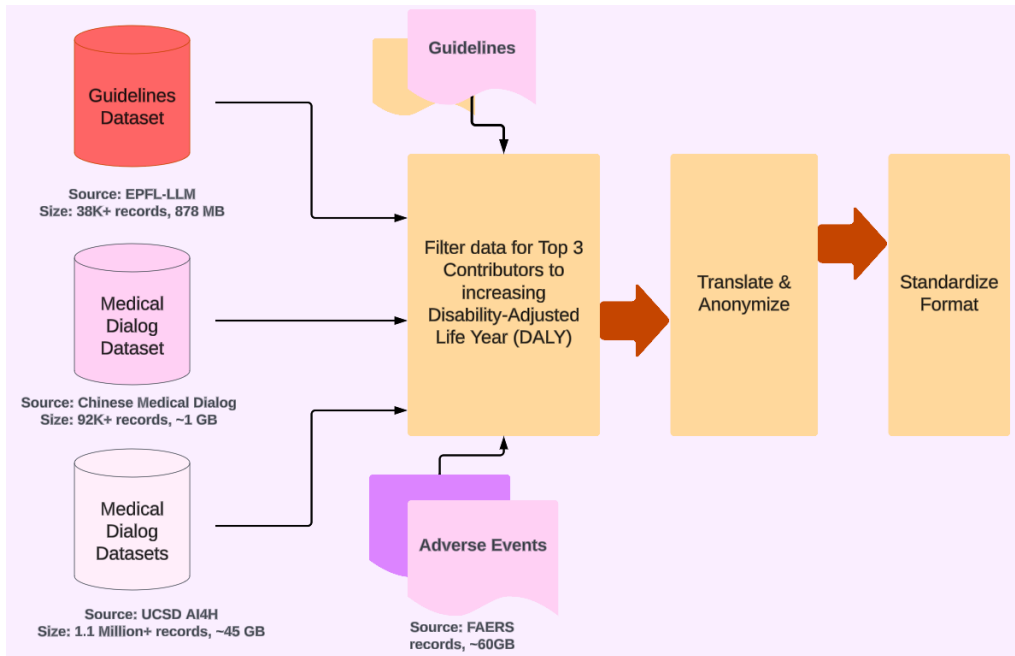 Guidelines
Dataset
Source: EPFL-LLM
Size: 38K+ records, 878 MB
Medical
Dialog
Dataset
Source: Chinese Medical Dialog
Size: 92K+ records, ~1 GB
Medical
Dialog
Datasets
Source: UCSD AI4H
Size: 1.1 Million+ records, ~45 GB
Guidelines
Filter data for Top 3
Contributors to
increasing
Disability-Adjusted
Life Year (DALY)
Adverse Events
Source: FAERS
records, ~60GB
Translate &
Anonymize
Standardize
Format